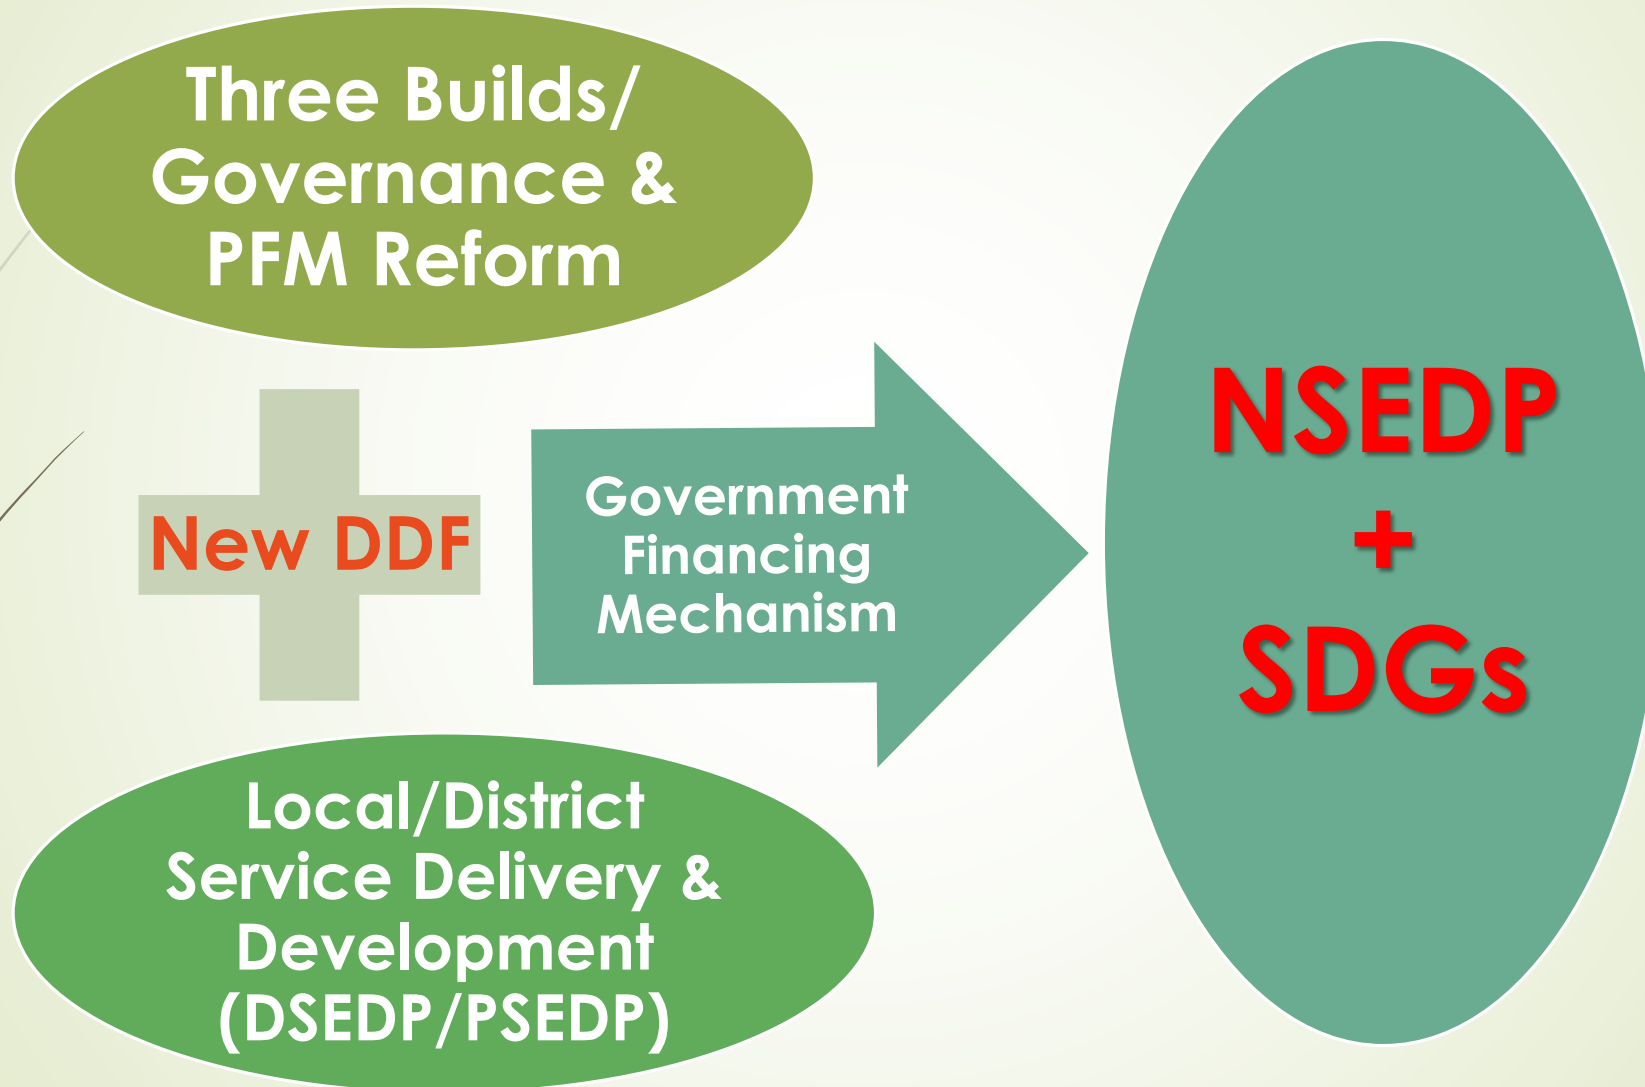 Three Builds/
Governance &
PFM Reform
New DDF
Government
Financing
Mechanism
Local/District
Service Delivery &
Development
(DSEDP/PSEDP)
NSEDP
+
SDGs